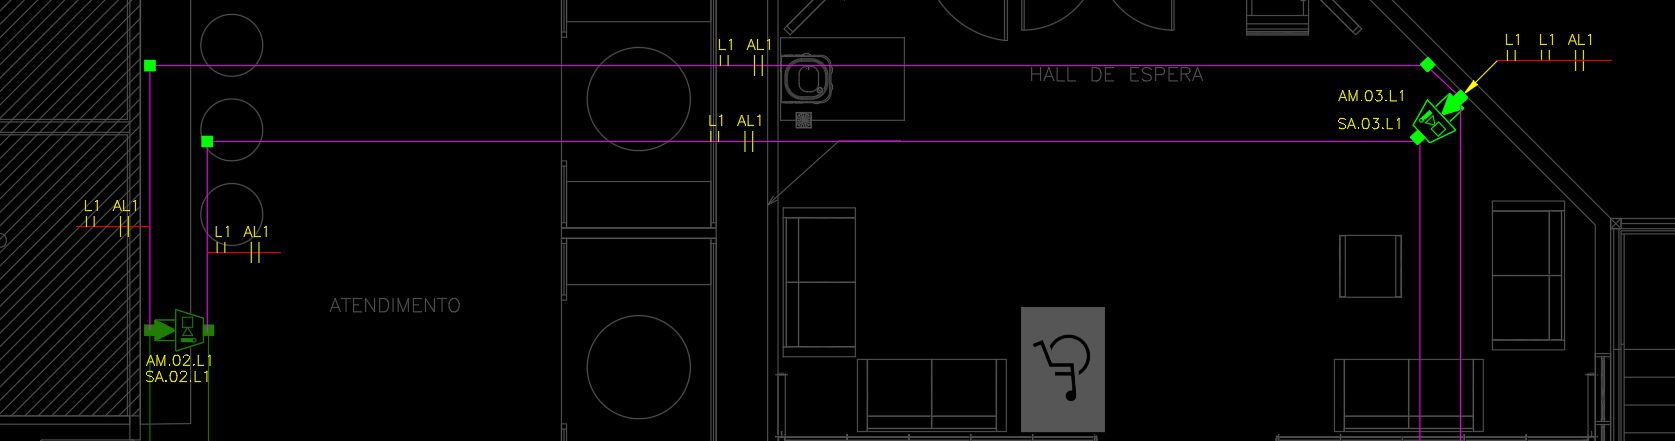 L1 AL1
L1 L1 AL1
HALL DE ESPERA
AM.03.L1
SA.03.L1
L1 AL1
L1 AL1
L1 AL1
ATENDIMENTO
AM.02.L1
SA.02.L1